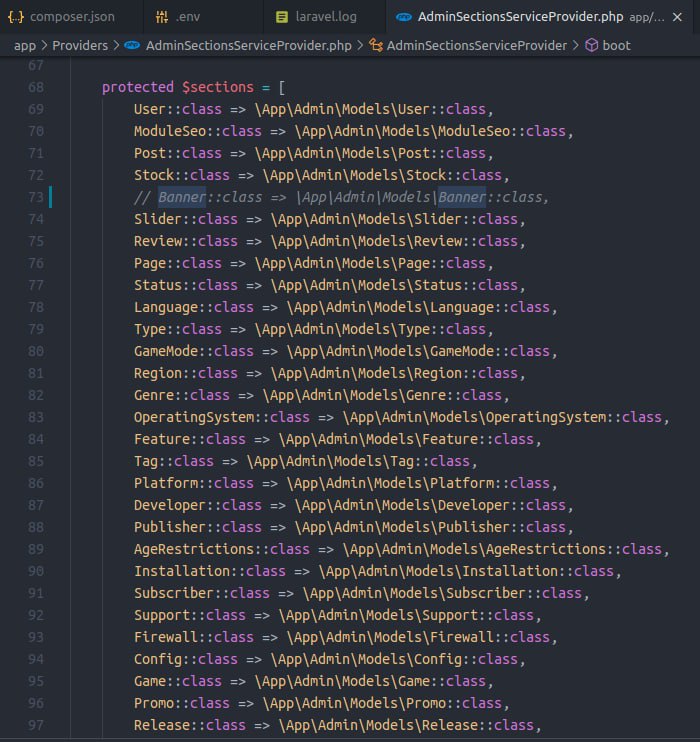 composer.json .env laravel.log AdminSectionsServiceProvider.php app/... ×
app > Providers > AdminSectionsServiceProvider.php > AdminSectionsServiceProvider > boot
67
68 protected $sections = [
69 User::class => \App\Admin\Models\User::class,
70 ModuleSeo::class => \App\Admin\Models\ModuleSeo::class,
71 Post::class => \App\Admin\Models\Post::class,
72 Stock::class => \App\Admin\Models\Stock::class,
73 // Banner::class => \App\Admin\Models\Banner::class,
74 Slider::class => \App\Admin\Models\Slider::class,
75 Review::class => \App\Admin\Models\Review::class,
76 Page::class => \App\Admin\Models\Page::class,
77 Status::class => \App\Admin\Models\Status::class,
78 Language::class => \App\Admin\Models\Language::class,
79 Type::class => \App\Admin\Models\Type::class,
80 GameMode::class => \App\Admin\Models\GameMode::class,
81 Region::class => \App\Admin\Models\Region::class,
82 Genre::class => \App\Admin\Models\Genre::class,
83 OperatingSystem::class => \App\Admin\Models\OperatingSystem::class,
84 Feature::class => \App\Admin\Models\Feature::class,
85 Tag::class => \App\Admin\Models\Tag::class,
86 Platform::class => \App\Admin\Models\Platform::class,
87 Developer::class => \App\Admin\Models\Developer::class,
88 Publisher::class => \App\Admin\Models\Publisher::class,
89 AgeRestrictions::class => \App\Admin\Models\AgeRestrictions::class,
90 Installation::class => \App\Admin\Models\Installation::class,
91 Subscriber::class => \App\Admin\Models\Subscriber::class,
92 Support::class => \App\Admin\Models\Support::class,
93 Firewall::class => \App\Admin\Models\Firewall::class,
94 Config::class => \App\Admin\Models\Config::class,
95 Game::class => \App\Admin\Models\Game::class,
96 Promo::class => \App\Admin\Models\Promo::class,
97 Release::class => \App\Admin\Models\Release::class,